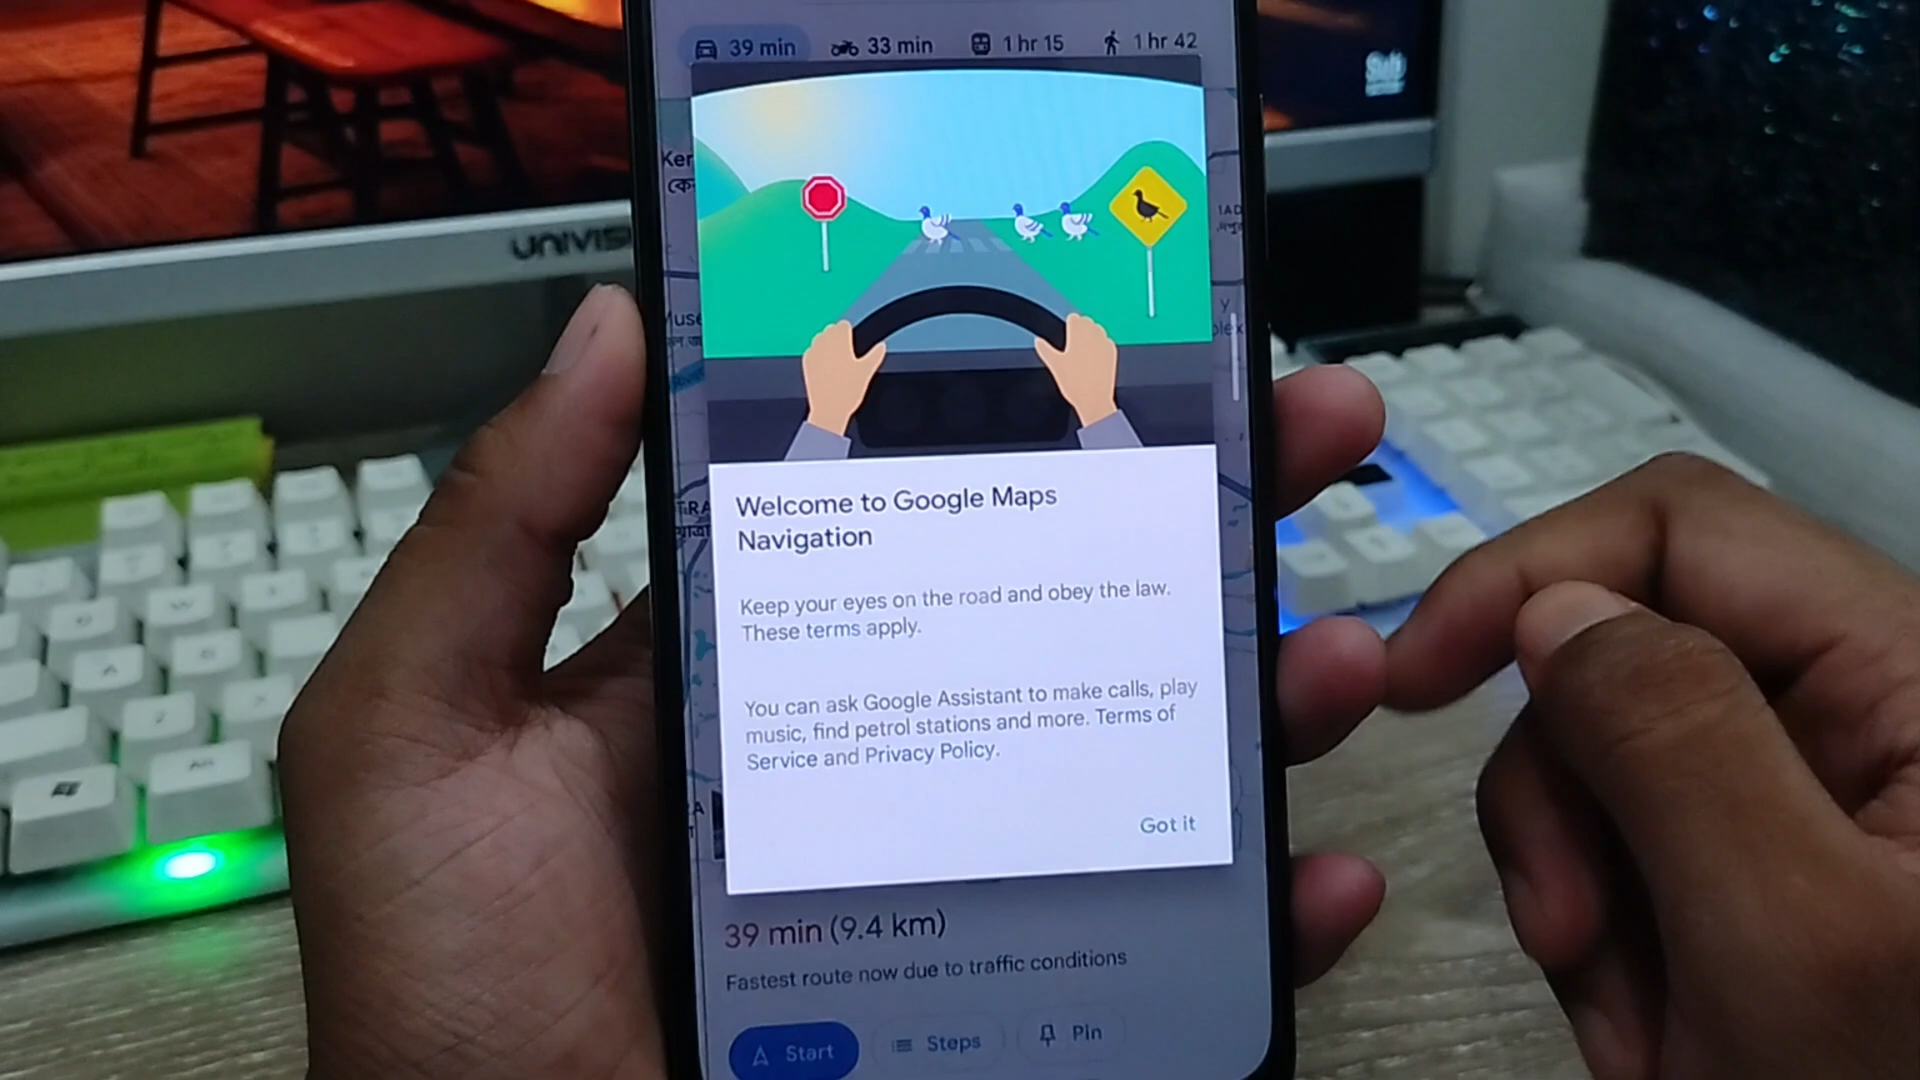 39 min 33 min 1 hr 15 1 hr 42
UNIVISI
Welcome to Google Maps
Navigation
Keep your eyes on the road and obey the law.
These terms apply.
You can ask Google Assistant to make calls, play
music, find petrol stations and more. Terms of
Service and Privacy Policy.
Got it
39 min (9.4 km)
Fastest route now due to traffic conditions
Start Steps Pin